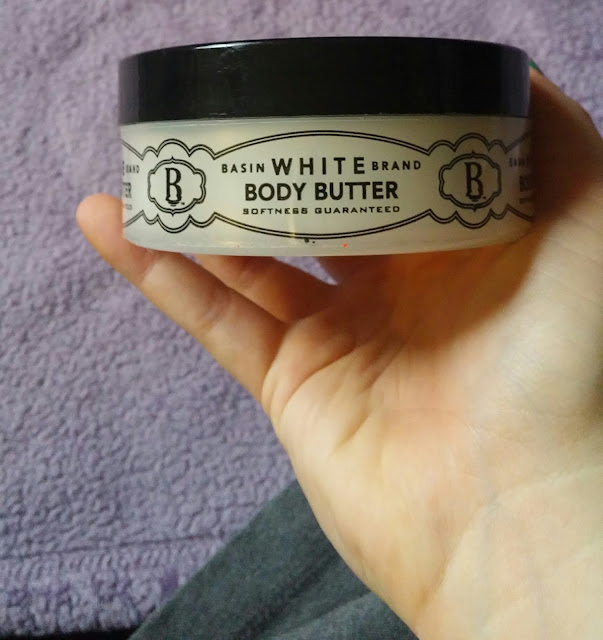 BASIN WHITE BRAND
BODY BUTTER
SOFTNESS GUARANTEED
B
B